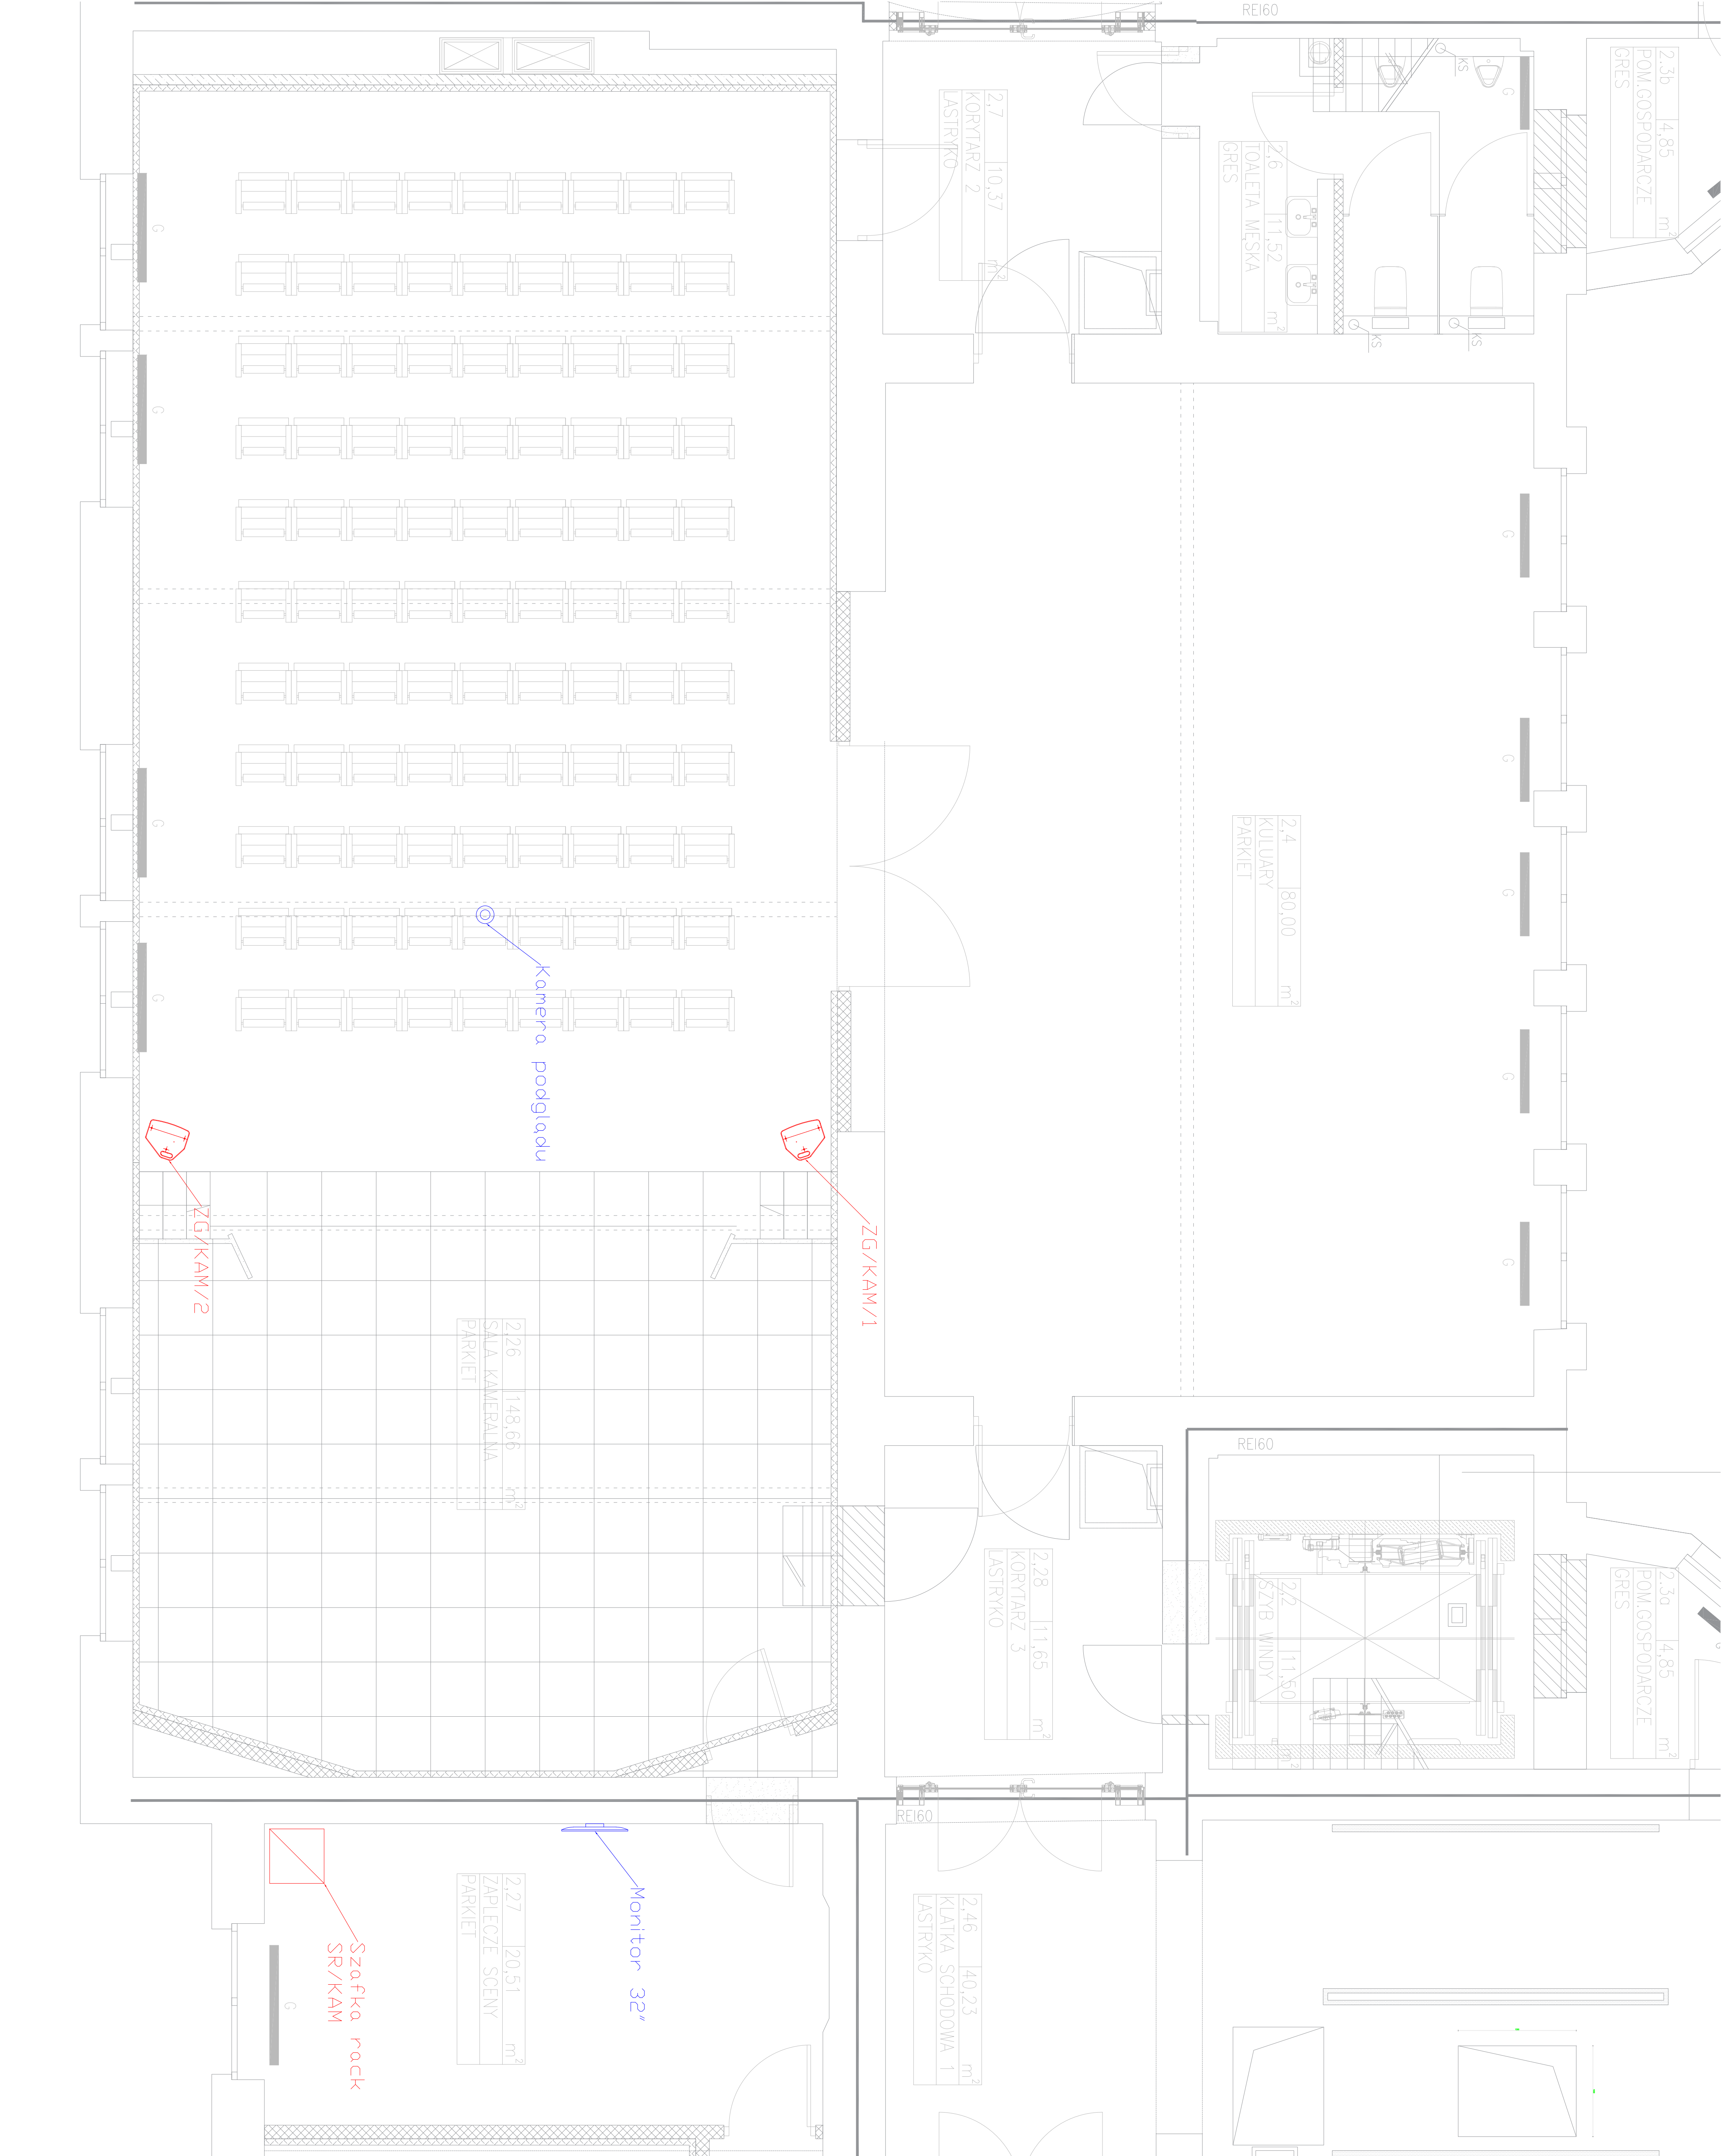 REI60
2.3b 4,85 m²
POM.GOSPODARCZE
GRES
KS
G
2,7 10,37 m²
KORYTARZ 2
LASTRYKO
2,6 11,52 m²
TOALETA MĘSKA
GRES
KS
KS
G
G
G
G
G
G
G
G
G
2,4 80,00 m²
KULUARY
PARKIET
Kamera podglądu
ZG/KAM/2
ZG/KAM/1
2,26 148,66 m²
SALA KAMERALNA
PARKIET
REI60
2,28 11,65 m²
KORYTARZ 3
LASTRYKO
2,32 11,50 m²
SZYB WINDY
2.3a 4,85 m²
POM.GOSPODARCZE
GRES
G
REI60
2,27 20,51 m²
ZAPLECZE SCENY
PARKIET
Monitor 32"
Szafka rack
SR/KAM
G
2,46 40,23 m²
KLATKA SCHODOWA 1
LASTRYKO